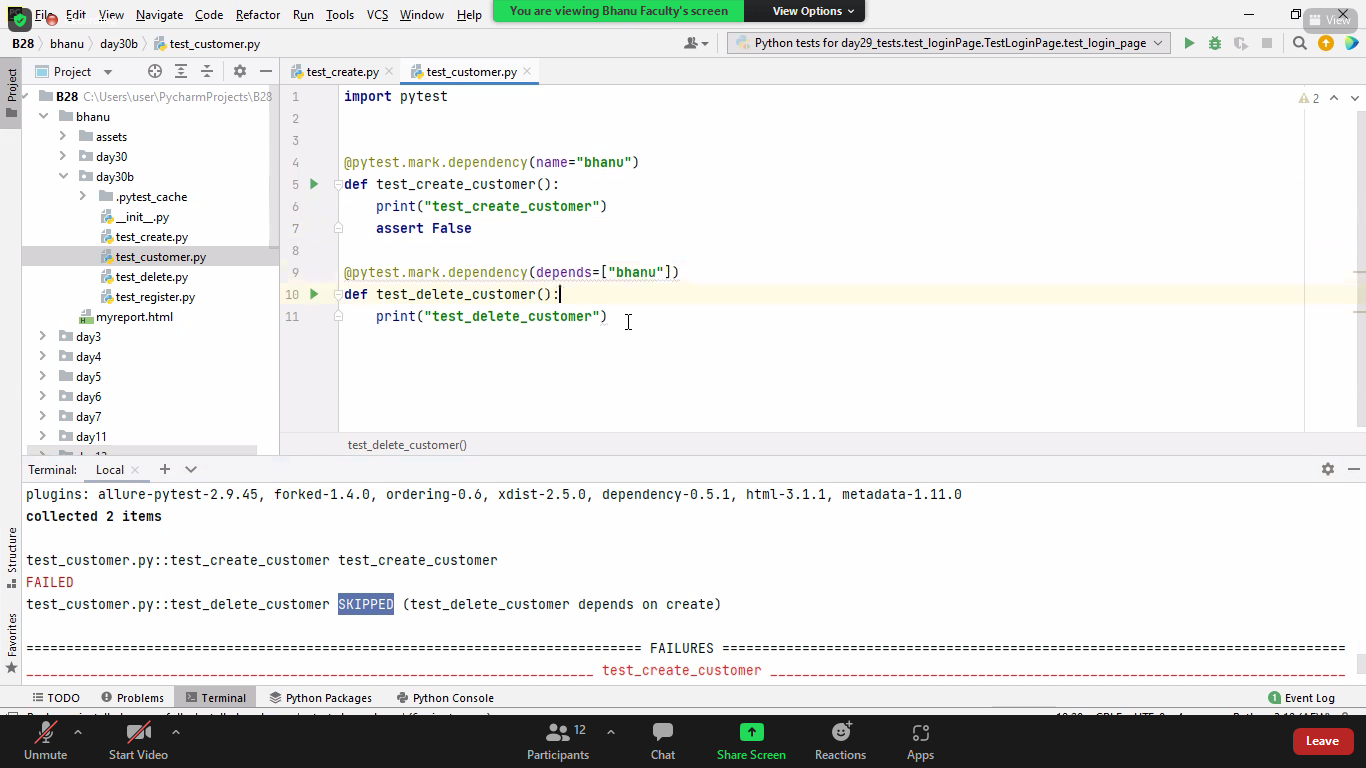 File Edit View Navigate Code Refactor Run Tools VCS Window Help
You are viewing Bhanu Faculty's screen
View Options
View
B28 bhanu day30b test_customer.py
Python tests for day29_tests.test_loginPage.TestLoginPage.test_login_page
Project
Project
test_create.py
test_customer.py
B28 C:\Users\user\PycharmProjects\B28
bhanu
assets
day30
day30b
.pytest_cache
__init__.py
test_create.py
test_customer.py
test_delete.py
test_register.py
myreport.html
day3
day4
day5
day6
day7
day11
1 import pytest
2
3
4 @pytest.mark.dependency(name="bhanu")
5 def test_create_customer():
6 print("test_create_customer")
7 assert False
8
9 @pytest.mark.dependency(depends=["bhanu"])
10 def test_delete_customer():
11 print("test_delete_customer")
2
test_delete_customer()
Terminal: Local
plugins: allure-pytest-2.9.45, forked-1.4.0, ordering-0.6, xdist-2.5.0, dependency-0.5.1, html-3.1.1, metadata-1.11.0
collected 2 items
test_customer.py::test_create_customer test_create_customer
FAILED
test_customer.py::test_delete_customer SKIPPED (test_delete_customer depends on create)
FAILURES
test_create_customer
Structure
Favorites
TODO Problems Terminal Python Packages Python Console
1 Event Log
Unmute
Start Video
Participants 12
Chat
Share Screen
Reactions
Apps
Leave